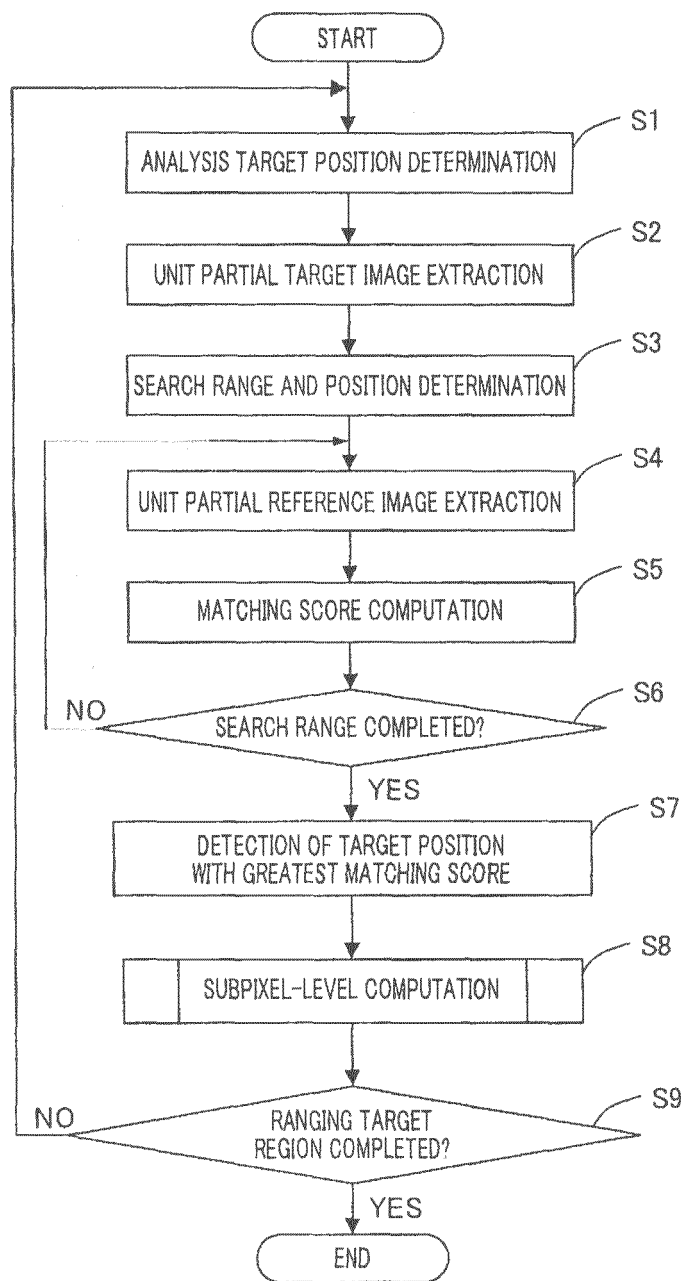 START
S1
ANALYSIS TARGET POSITION DETERMINATION
S2
UNIT PARTIAL TARGET IMAGE EXTRACTION
S3
SEARCH RANGE AND POSITION DETERMINATION
S4
UNIT PARTIAL REFERENCE IMAGE EXTRACTION
S5
MATCHING SCORE COMPUTATION
S6
NO
SEARCH RANGE COMPLETED?
YES
S7
DETECTION OF TARGET POSITION
WITH GREATEST MATCHING SCORE
S8
SUBPIXEL-LEVEL COMPUTATION
S9
NO
RANGING TARGET
REGION COMPLETED?
YES
END